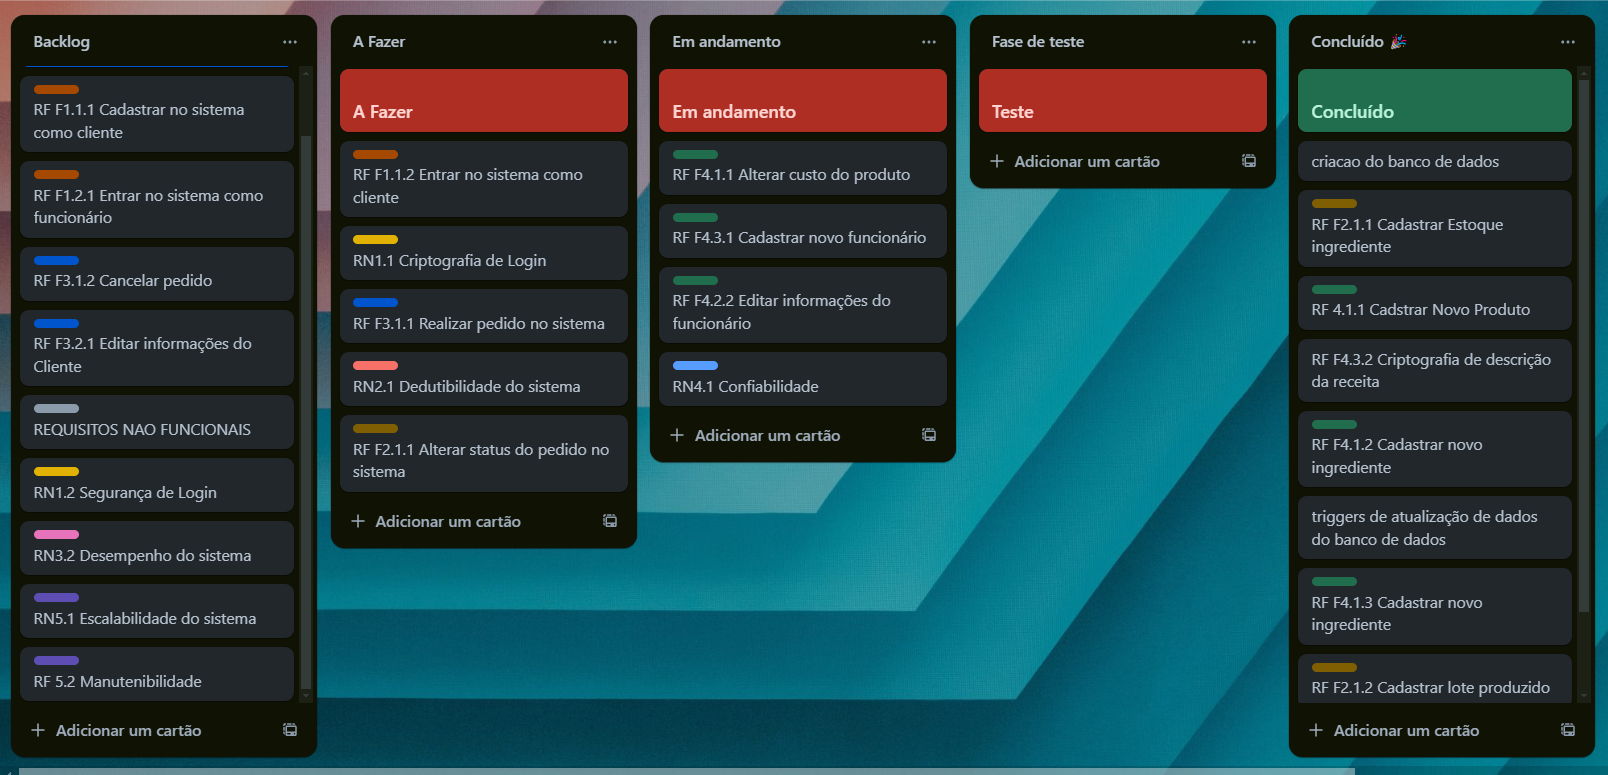 Backlog
RF F1.1.1 Cadastrar no sistema
como cliente
RF F1.2.1 Entrar no sistema como
funcionário
RF F3.1.2 Cancelar pedido
RF F3.2.1 Editar informações do
Cliente
REQUISITOS NAO FUNCIONAIS
RN1.2 Segurança de Login
RN3.2 Desempenho do sistema
RN5.1 Escalabilidade do sistema
RF 5.2 Manutenibilidade
Adicionar um cartão
A Fazer
A Fazer
RF F1.1.2 Entrar no sistema como
cliente
RN1.1 Criptografia de Login
RF F3.1.1 Realizar pedido no sistema
RN2.1 Dedutibilidade do sistema
RF F2.1.1 Alterar status do pedido no
sistema
Adicionar um cartão
Em andamento
Em andamento
RF F4.1.1 Alterar custo do produto
RF F4.3.1 Cadastrar novo funcionário
RF F4.2.2 Editar informações do
funcionário
RN4.1 Confiabilidade
Adicionar um cartão
Fase de teste
Teste
Adicionar um cartão
Concluído 🎉
Concluído
criacao do banco de dados
RF F2.1.1 Cadastrar Estoque
ingrediente
RF 4.1.1 Cadstrar Novo Produto
RF F4.3.2 Criptografia de descrição
da receita
RF F4.1.2 Cadastrar novo
ingrediente
triggers de atualização de dados
do banco de dados
RF F4.1.3 Cadastrar novo
ingrediente
RF F2.1.2 Cadastrar lote produzido
Adicionar um cartão